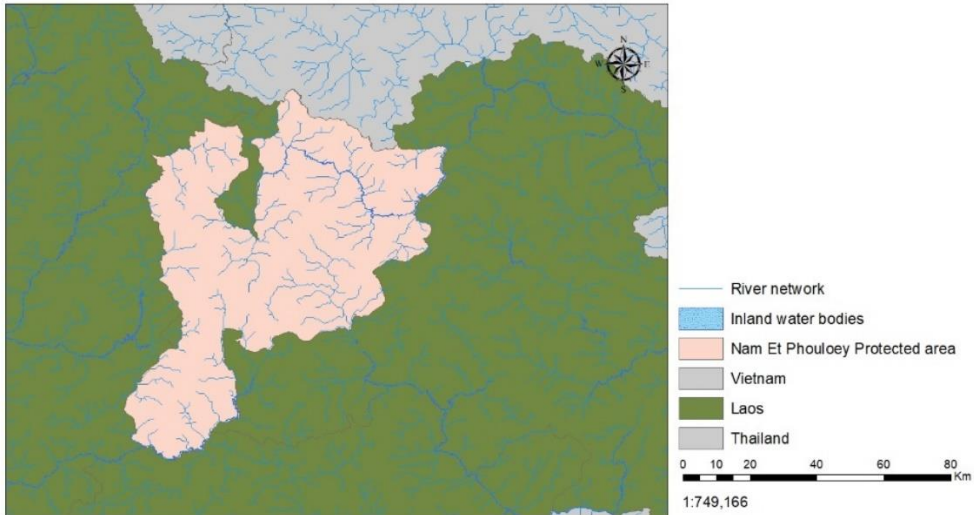 N
W E
S
River network
Inland water bodies
Nam Et Phouloey Protected area
Vietnam
Laos
Thailand
0 10 20 40 60 80
Km
1:749,166